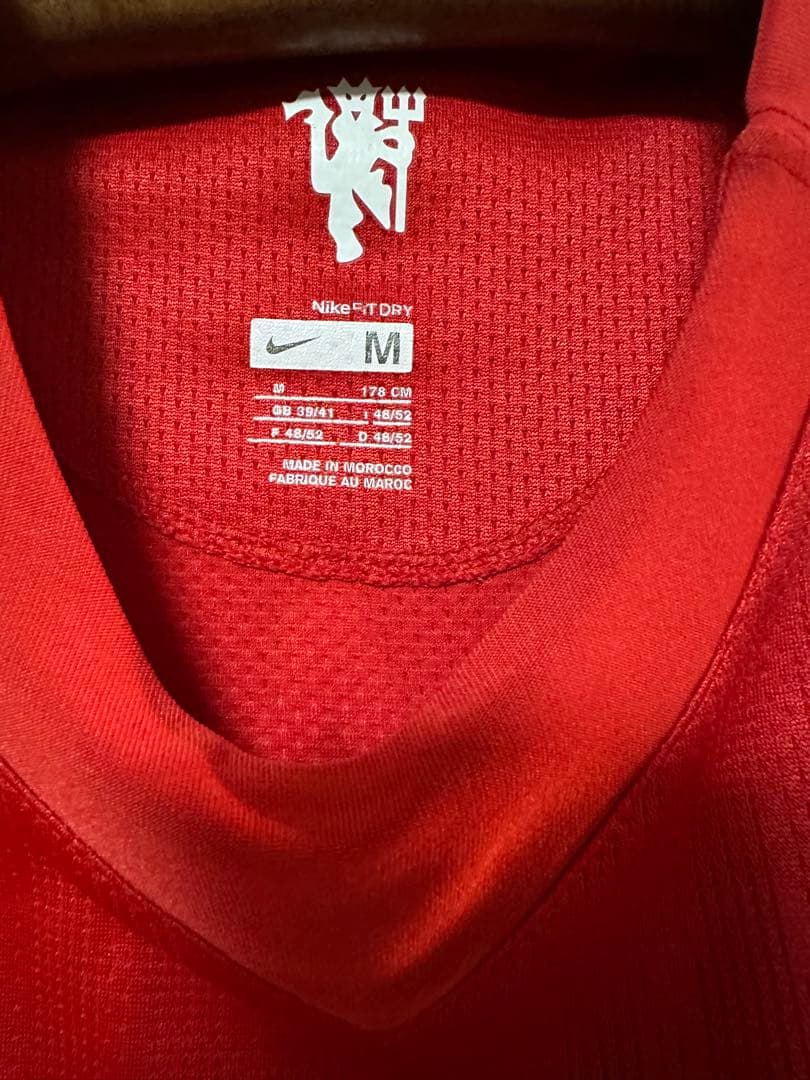 Nike FIT DRY
M
M 178 CM
GB 39/41 I 48/52
F 48/52 D 48/52
MADE IN MOROCCO
FABRIQUE AU MAROC